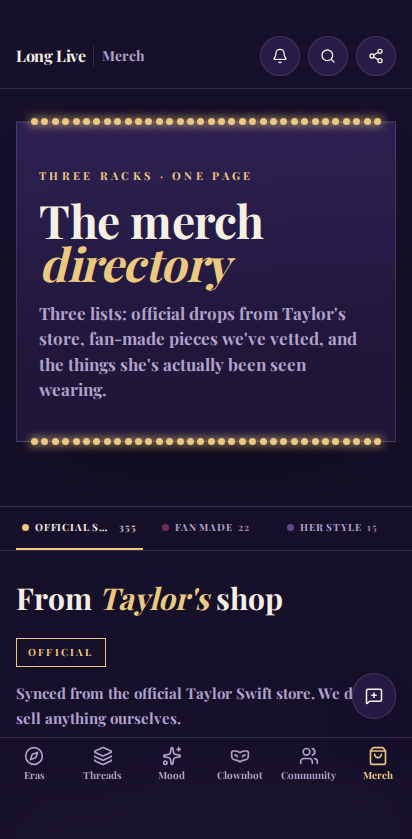 Long Live | Merch
THREE RACKS · ONE PAGE
The merch
directory
Three lists: official drops from Taylor's
store, fan-made pieces we've vetted, and
the things she's actually been seen
wearing.
OFFICIAL S... 355 FAN MADE 22 HER STYLE 15
From Taylor's shop
OFFICIAL
Synced from the official Taylor Swift store. We d
sell anything ourselves.
Eras Threads Mood Clownbot Community Merch